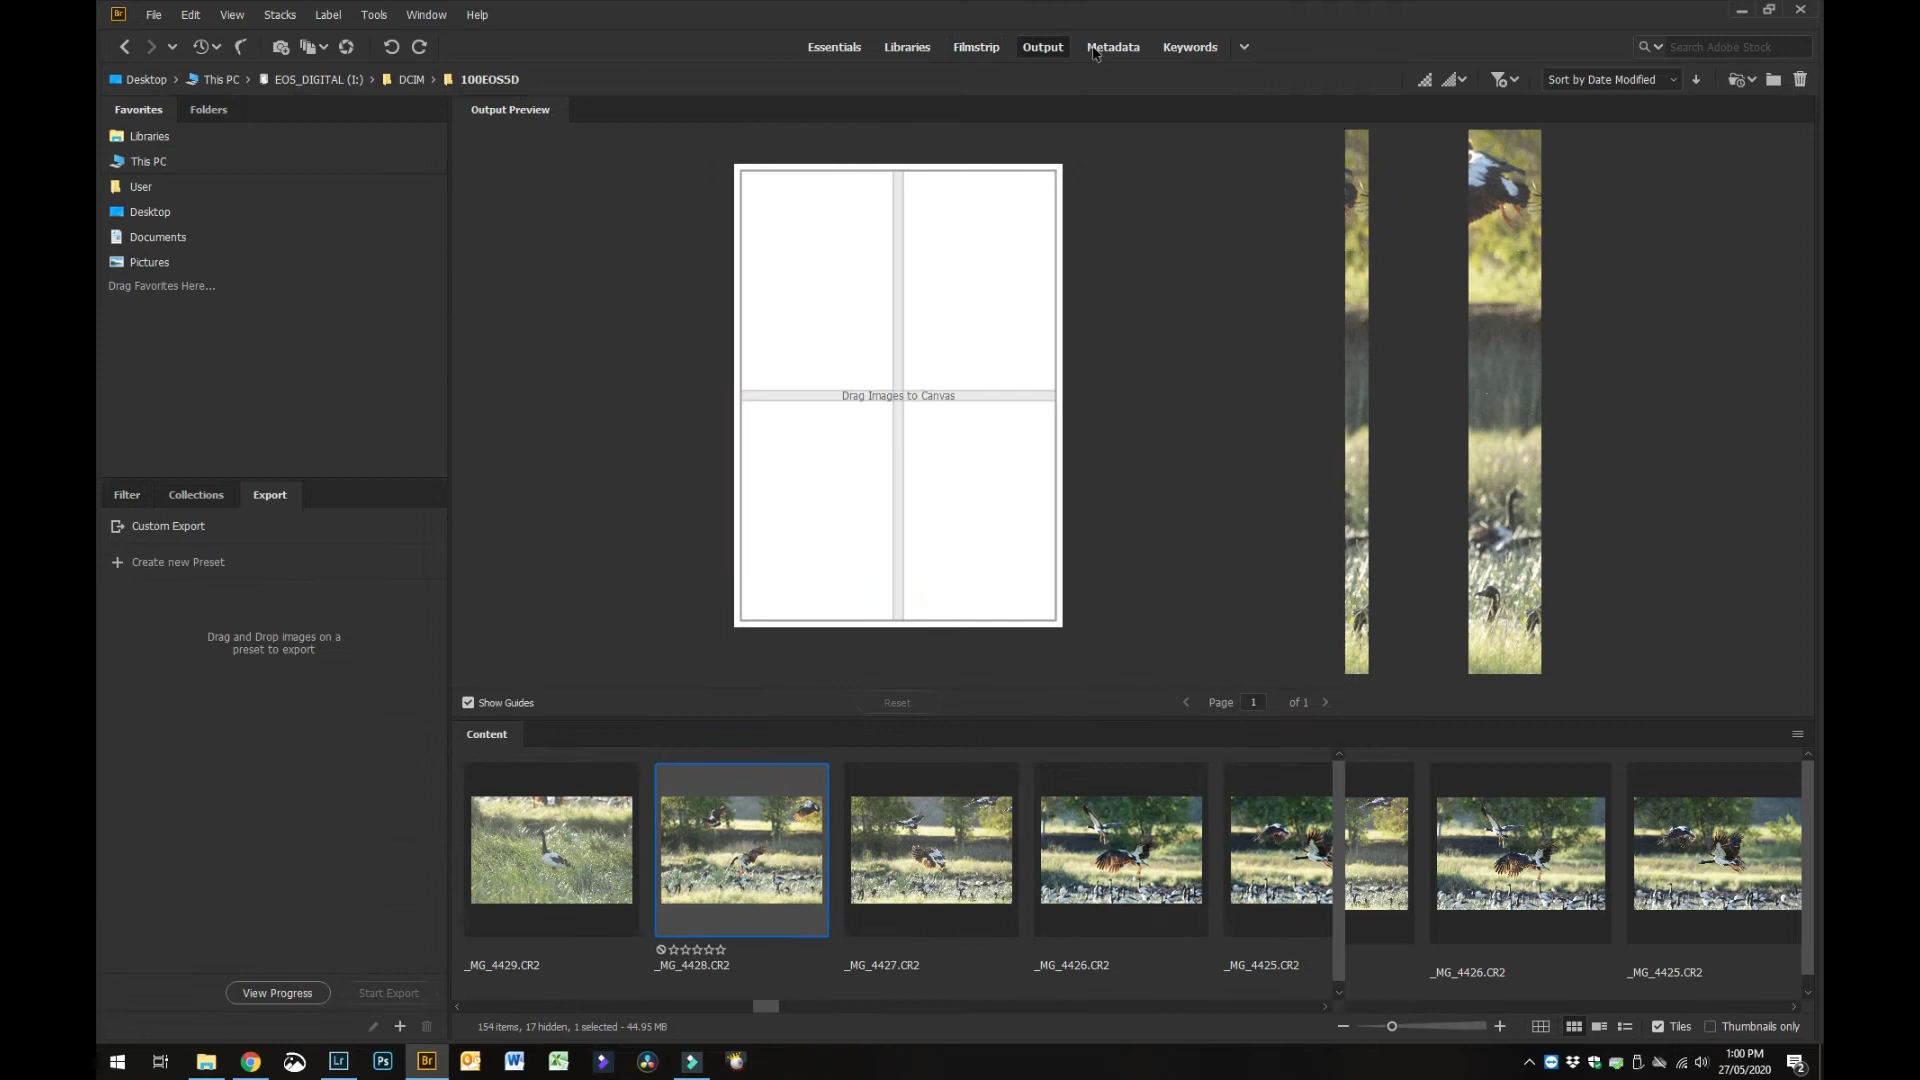 Br File Edit View Stacks Label Tools Window Help
Essentials Libraries Filmstrip Output Metadata Keywords Search Adobe Stock
Desktop This PC EOS_DIGITAL (I:) DCIM 100EOS5D Sort by Date Modified
Favorites Folders Output Preview
Libraries
This PC
User
Desktop
Documents
Pictures
Drag Favorites Here...
Drag Images to Canvas
Filter Collections Export
Custom Export
Create new Preset
Drag and Drop images on a
preset to export
Show Guides Reset Page 1 of 1
Content
_MG_4429.CR2 _MG_4428.CR2 _MG_4427.CR2 _MG_4426.CR2 _MG_4425.CR2 _MG_4426.CR2 _MG_4425.CR2
View Progress Start Export
154 items, 17 hidden, 1 selected - 44.95 MB Tiles Thumbnails only
Lr Ps Br 1:00 PM
27/05/2020 2